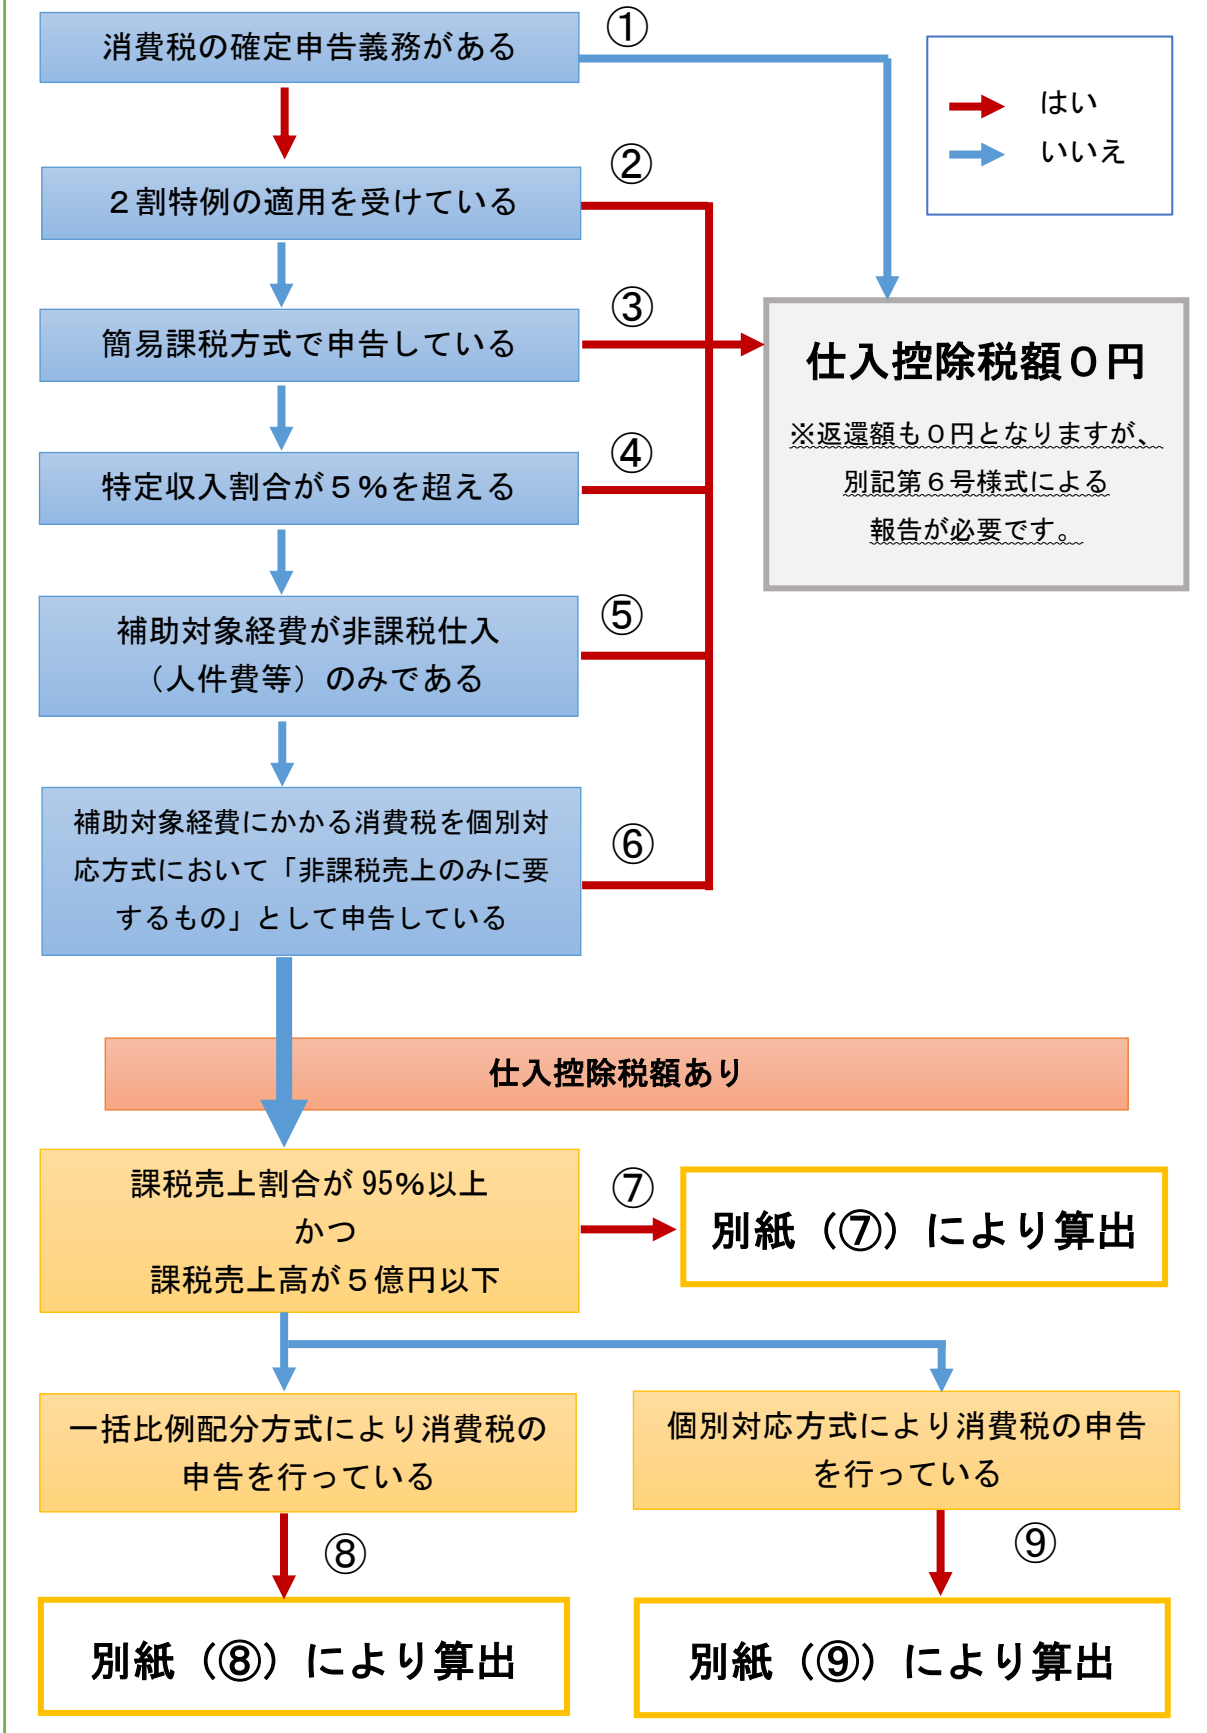 消費税の確定申告義務がある
①
はい
いいえ
２割特例の適用を受けている
②
簡易課税方式で申告している
③
仕入控除税額０円
※返還額も０円となりますが、
別記第６号様式による
報告が必要です。
特定収入割合が５％を超える
④
補助対象経費が非課税仕入
（人件費等）のみである
⑤
補助対象経費にかかる消費税を個別対
応方式において「非課税売上のみに要
するもの」として申告している
⑥
仕入控除税額あり
課税売上割合が 95％以上
かつ
課税売上高が５億円以下
⑦
別紙（⑦）により算出
一括比例配分方式により消費税の
申告を行っている
個別対応方式により消費税の申告
を行っている
⑧
⑨
別紙（⑧）により算出
別紙（⑨）により算出